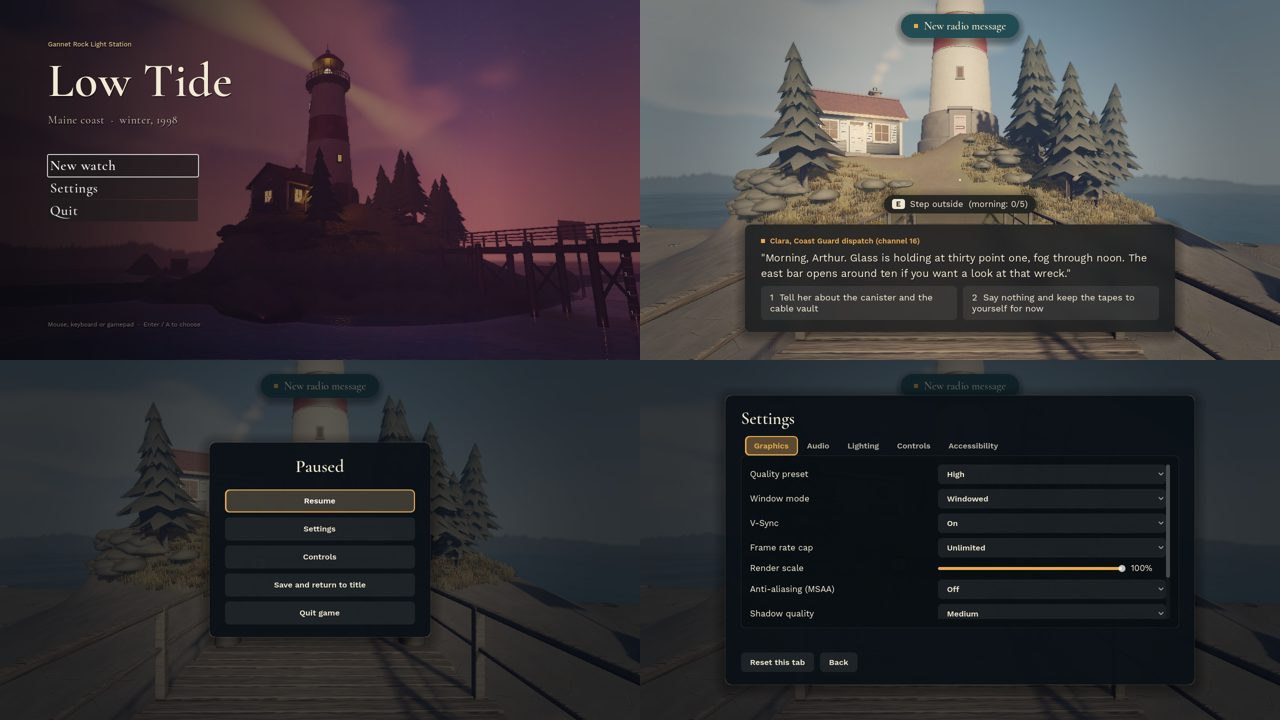 Gannet Rock Light Station
Low Tide
Maine coast · winter, 1998
New watch
Settings
Quit
Mouse, keyboard or gamepad · Enter / A to choose
New radio message
E Step outside (morning: 0/5)
Clara, Coast Guard dispatch (channel 16)
"Morning, Arthur. Glass is holding at thirty point one, fog through noon. The
east bar opens around ten if you want a look at that wreck."
1 Tell her about the canister and the
cable vault
2 Say nothing and keep the tapes to
yourself for now
New radio message
Paused
Resume
Settings
Controls
Save and return to title
Quit game
New radio message
Settings
Graphics Audio Lighting Controls Accessibility
Quality preset High
Window mode Windowed
V-Sync On
Frame rate cap Unlimited
Render scale 100%
Anti-aliasing (MSAA) Off
Shadow quality Medium
Reset this tab Back